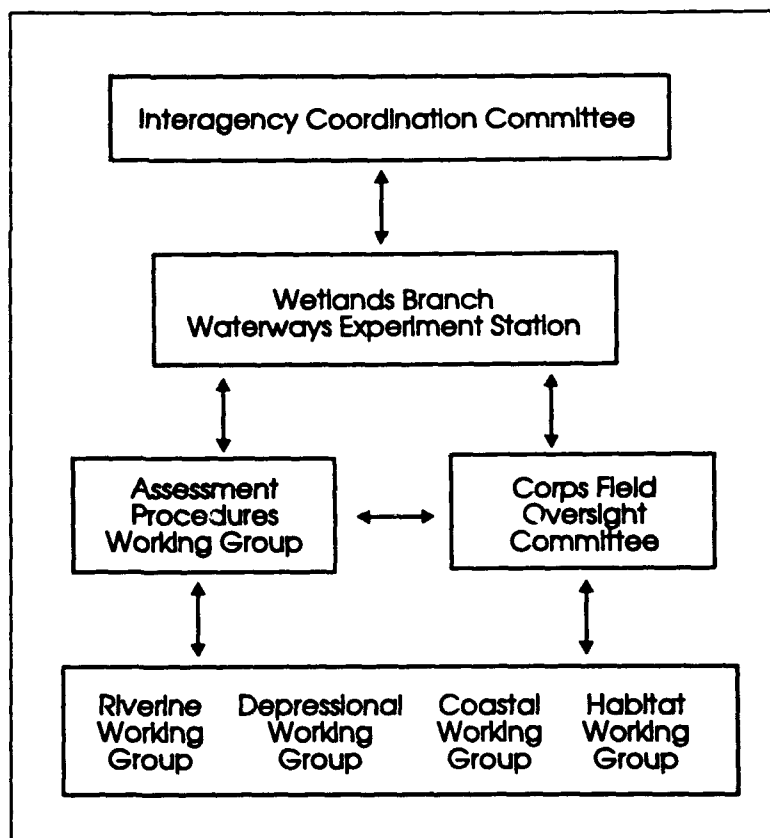 Interagency Coordination Committee
Wetlands Branch
Waterways Experiment Station
Assessment
Procedures
Working Group
Corps Field
Oversight
Committee
Riverine
Working
Group
Depressional
Working
Group
Coastal
Working
Group
Habitat
Working
Group